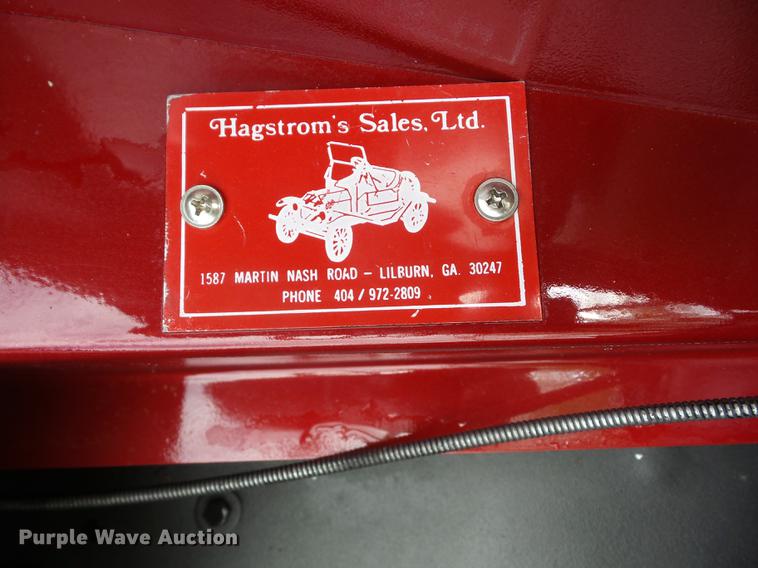 Hagstrom's Sales, Ltd.
1587 MARTIN NASH ROAD - LILBURN, GA. 30247
PHONE 404 / 972-2809
Purple Wave Auction